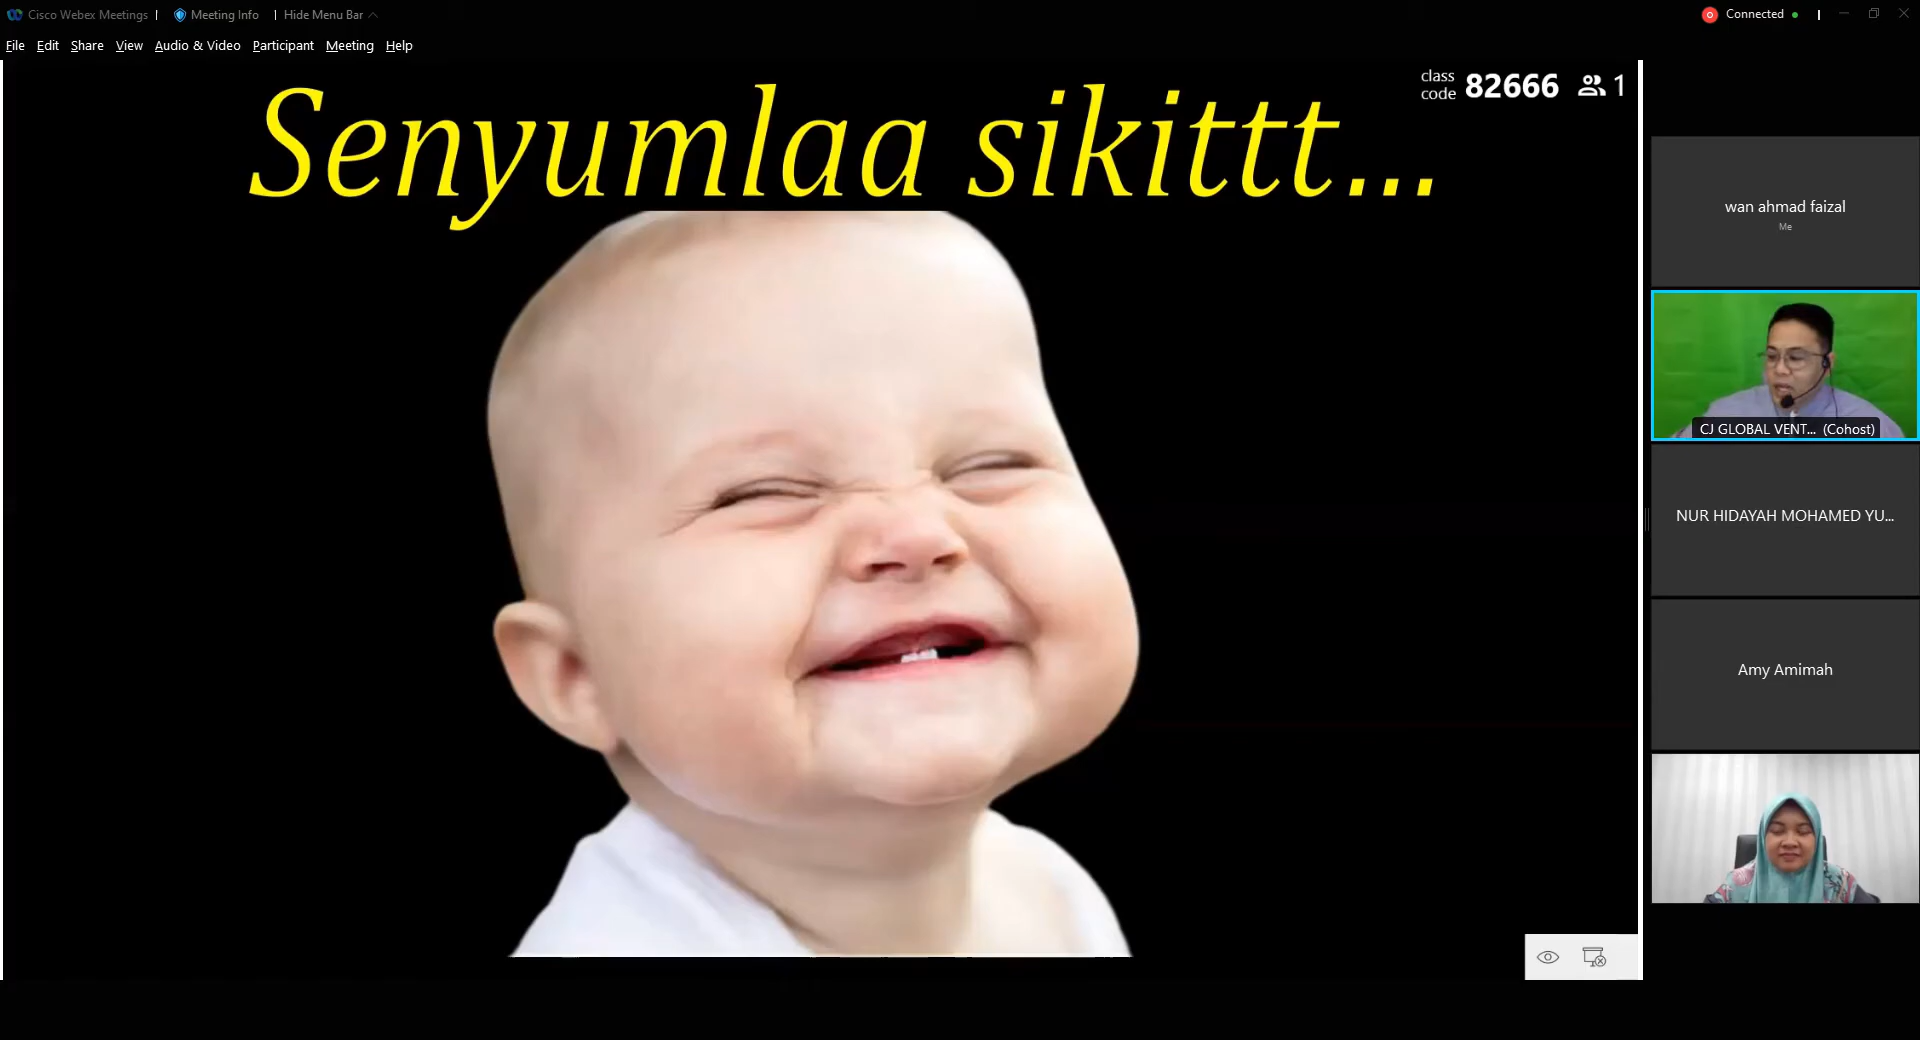 Cisco Webex Meetings | Meeting Info | Hide Menu Bar
Connected
File Edit Share View Audio & Video Participant Meeting Help
class code 82666 1
Senyumlaa sikittt...
wan ahmad faizal
Me
CJ GLOBAL VENT... (Cohost)
NUR HIDAYAH MOHAMED YU...
Amy Amimah